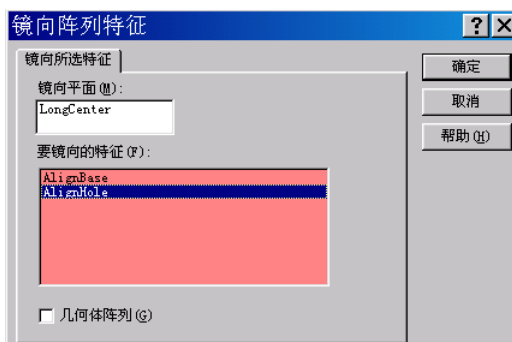 镜向阵列特征
镜向所选特征
确定
镜向平面(M):
LongCenter
取消
帮助(H)
要镜向的特征(F):
AlignBase
AlignHole
几何体阵列(G)